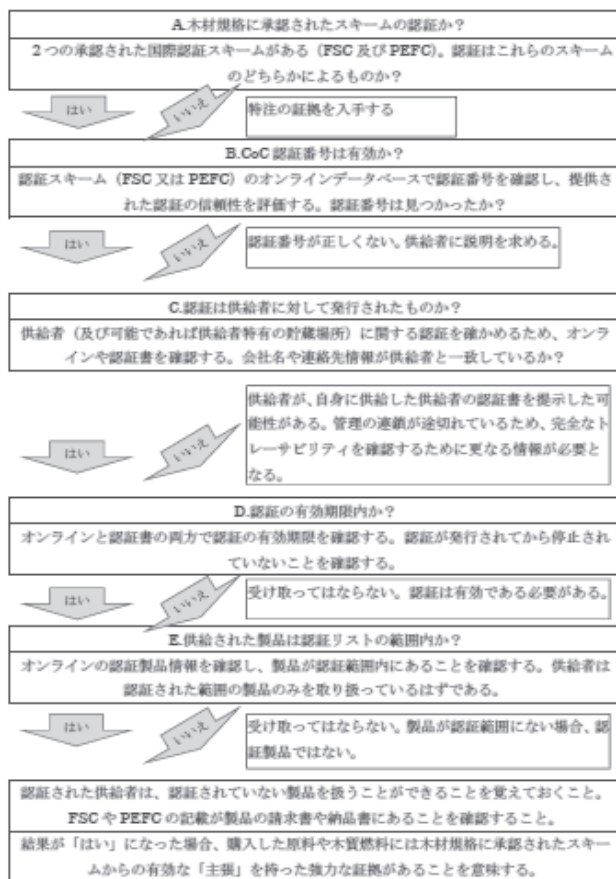 A.木材規格に承認されたスキームの認証か？
2つの承認された国際認証スキームがある（FSC 及び PEFC）。認証はこれらのスキーム
のどちらかによるものか？
はい
いいえ
特注の証拠を入手する
B.CoC 認証番号は有効か？
認証スキーム（FSC 又は PEFC）のオンラインデータベースで認証番号を確認し、提供さ
れた認証の信頼性を評価する。認証番号は見つかったか？
はい
いいえ
認証番号が正しくない。供給者に説明を求める。
C.認証は供給者に対して発行されたものか？
供給者（及び可能であれば供給者特有の貯蔵場所）に関する認証を確かめるため、オンラ
インや認証書を確認する。会社名や連絡先情報が供給者と一致しているか？
はい
いいえ
供給者が、自身に供給した供給者の認証書を提示した可
能性がある。管理の連鎖が途切れているため、完全なト
レーサビリティを確認するために更なる情報が必要と
なる。
D.認証の有効期限内か？
オンラインと認証書の両方で認証の有効期限を確認する。認証が発行されてから停止され
ていないことを確認する。
はい
いいえ
受け取ってはならない。認証は有効である必要がある。
E.供給された製品は認証リストの範囲内か？
オンラインの認証製品情報を確認し、製品が認証範囲内にあることを確認する。供給者は
認証された範囲の製品のみを取り扱っているはずである。
はい
いいえ
受け取ってはならない。製品が認証範囲にない場合、認
証製品ではない。
認証された供給者は、認証されていない製品を扱うことができることを覚えておくこと。
FSC や PEFC の記載が製品の請求書や納品書にあることを確認すること。
結果が「はい」になった場合、購入した原料や木質燃料には木材規格に承認されたスキー
ムからの有効な「主張」を持った強力な証拠があることを意味する。